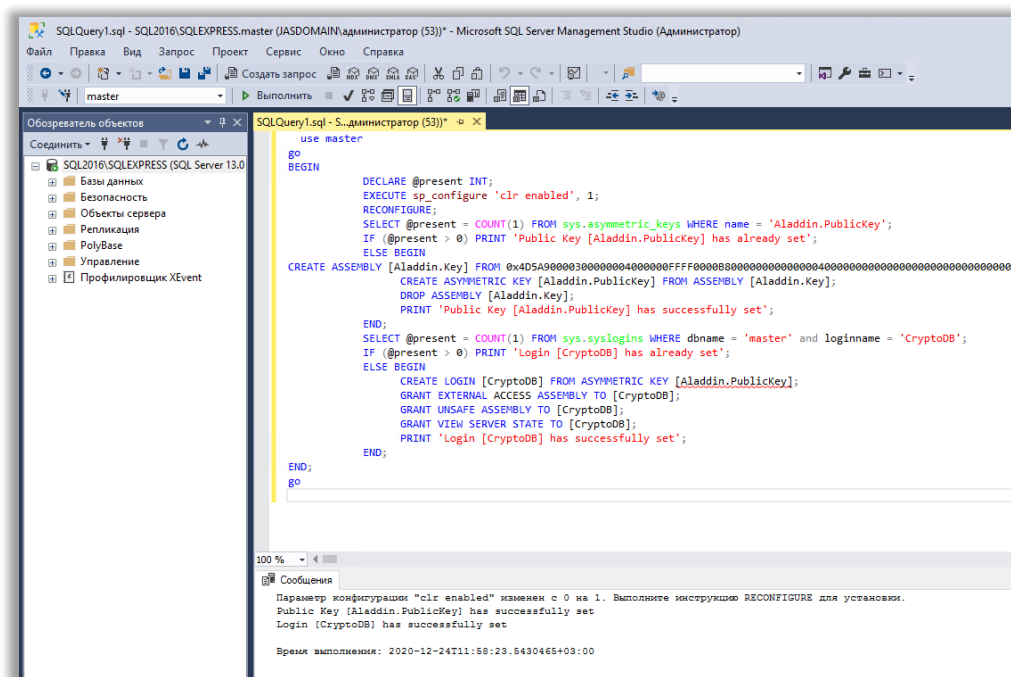 SQLQuery1.sql - SQL2016\SQLEXPRESS.master (JASDOMAIN\администратор (53))* - Microsoft SQL Server Management Studio (Администратор)
Файл Правка Вид Запрос Проект Сервис Окно Справка
Создать запрос
master Выполнить
Обозреватель объектов
Соединить
SQL2016\SQLEXPRESS (SQL Server 13.0
Базы данных
Безопасность
Объекты сервера
Репликация
PolyBase
Управление
Профилировщик XEvent
SQLQuery1.sql - S...дминистратор (53))*
use master
go
BEGIN
DECLARE @present INT;
EXECUTE sp_configure 'clr enabled', 1;
RECONFIGURE;
SELECT @present = COUNT(1) FROM sys.asymmetric_keys WHERE name = 'Aladdin.PublicKey';
IF (@present > 0) PRINT 'Public Key [Aladdin.PublicKey] has already set';
ELSE BEGIN
CREATE ASSEMBLY [Aladdin.Key] FROM
CREATE ASYMMETRIC KEY [Aladdin.PublicKey] FROM ASSEMBLY [Aladdin.Key];
DROP ASSEMBLY [Aladdin.Key];
PRINT 'Public Key [Aladdin.PublicKey] has successfully set';
END;
SELECT @present = COUNT(1) FROM sys.syslogins WHERE dbname = 'master' and loginname = 'CryptoDB';
IF (@present > 0) PRINT 'Login [CryptoDB] has already set';
ELSE BEGIN
CREATE LOGIN [CryptoDB] FROM ASYMMETRIC KEY [Aladdin.PublicKey];
GRANT EXTERNAL ACCESS ASSEMBLY TO [CryptoDB];
GRANT UNSAFE ASSEMBLY TO [CryptoDB];
GRANT VIEW SERVER STATE TO [CryptoDB];
PRINT 'Login [CryptoDB] has successfully set';
END;
END;
go
100 %
Сообщения
Параметр конфигурации "clr enabled" изменен с 0 на 1. Выполните инструкцию RECONFIGURE для установки.
Public Key [Aladdin.PublicKey] has successfully set
Login [CryptoDB] has successfully set
Время выполнения: 2020-12-24T11:58:23.5430465+03:00